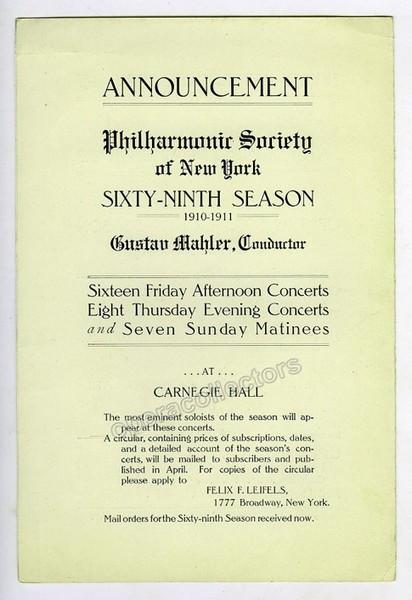 ANNOUNCEMENT
Philharmonic Society
of New York
SIXTY-NINTH SEASON
1910-1911
Gustav Mahler, Conductor
Sixteen Friday Afternoon Concerts
Eight Thursday Evening Concerts
and Seven Sunday Matinees
...AT...
CARNEGIE HALL
operacollectors
The most eminent soloists of the season will ap-
pear at these concerts.
A circular, containing prices of subscriptions, dates,
and a detailed account of the season's con-
certs, will be mailed to subscribers and pub-
lished in April. For copies of the circular
please apply to
FELIX F. LEIFELS,
1777 Broadway, New York.
Mail orders for the Sixty-ninth Season received now.